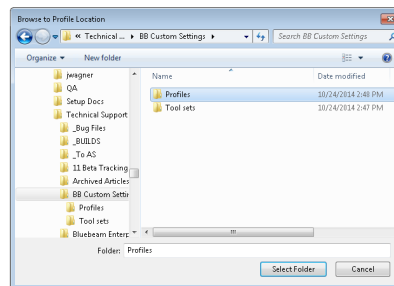 Browse to Profile Location
« Technical ... ▸ BB Custom Settings ▸ Search BB Custom Settings
Organize ▾ New folder
jwagner
QA
Setup Docs
Technical Support
_Bug Files
_BUILDS
_To AS
11 Beta Tracking
Archived Articles
BB Custom Settin
Profiles
Tool sets
Bluebeam Enterp
Name Date modified
Profiles 10/24/2014 2:48 PM
Tool sets 10/24/2014 2:47 PM
Folder: Profiles
Select Folder Cancel